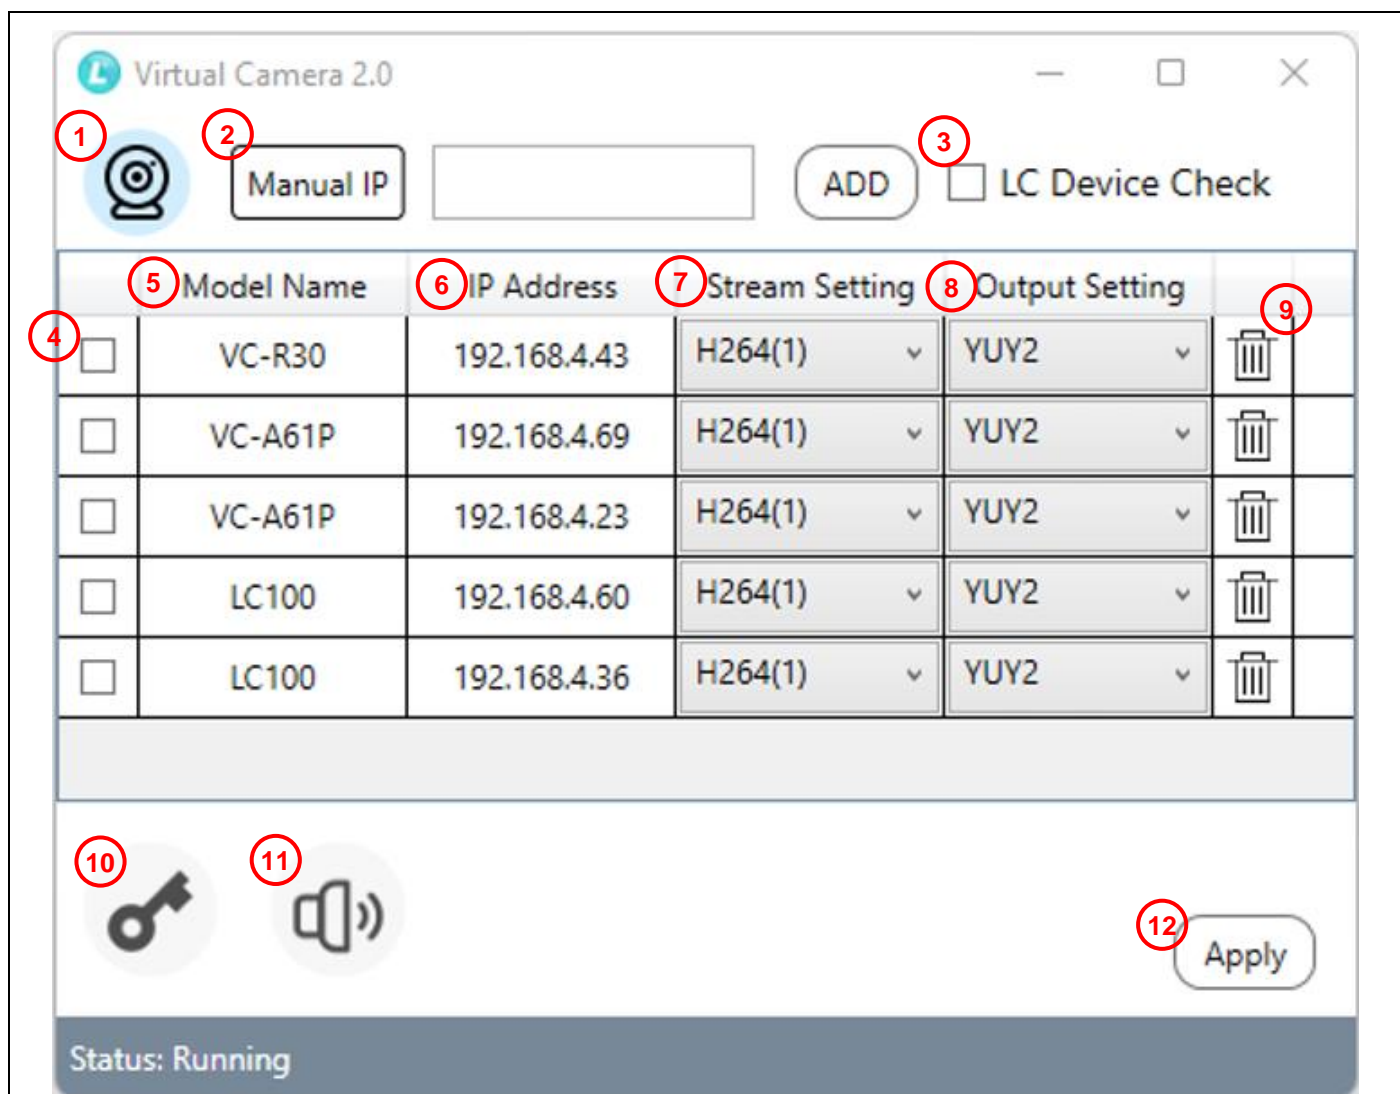 Virtual Camera 2.0
1 2 Manual IP ADD 3 LC Device Check
5 Model Name 6 IP Address 7 Stream Setting 8 Output Setting 9
4 VC-R30 192.168.4.43 H264(1) YUY2
VC-A61P 192.168.4.69 H264(1) YUY2
VC-A61P 192.168.4.23 H264(1) YUY2
LC100 192.168.4.60 H264(1) YUY2
LC100 192.168.4.36 H264(1) YUY2
10 11
12 Apply
Status: Running